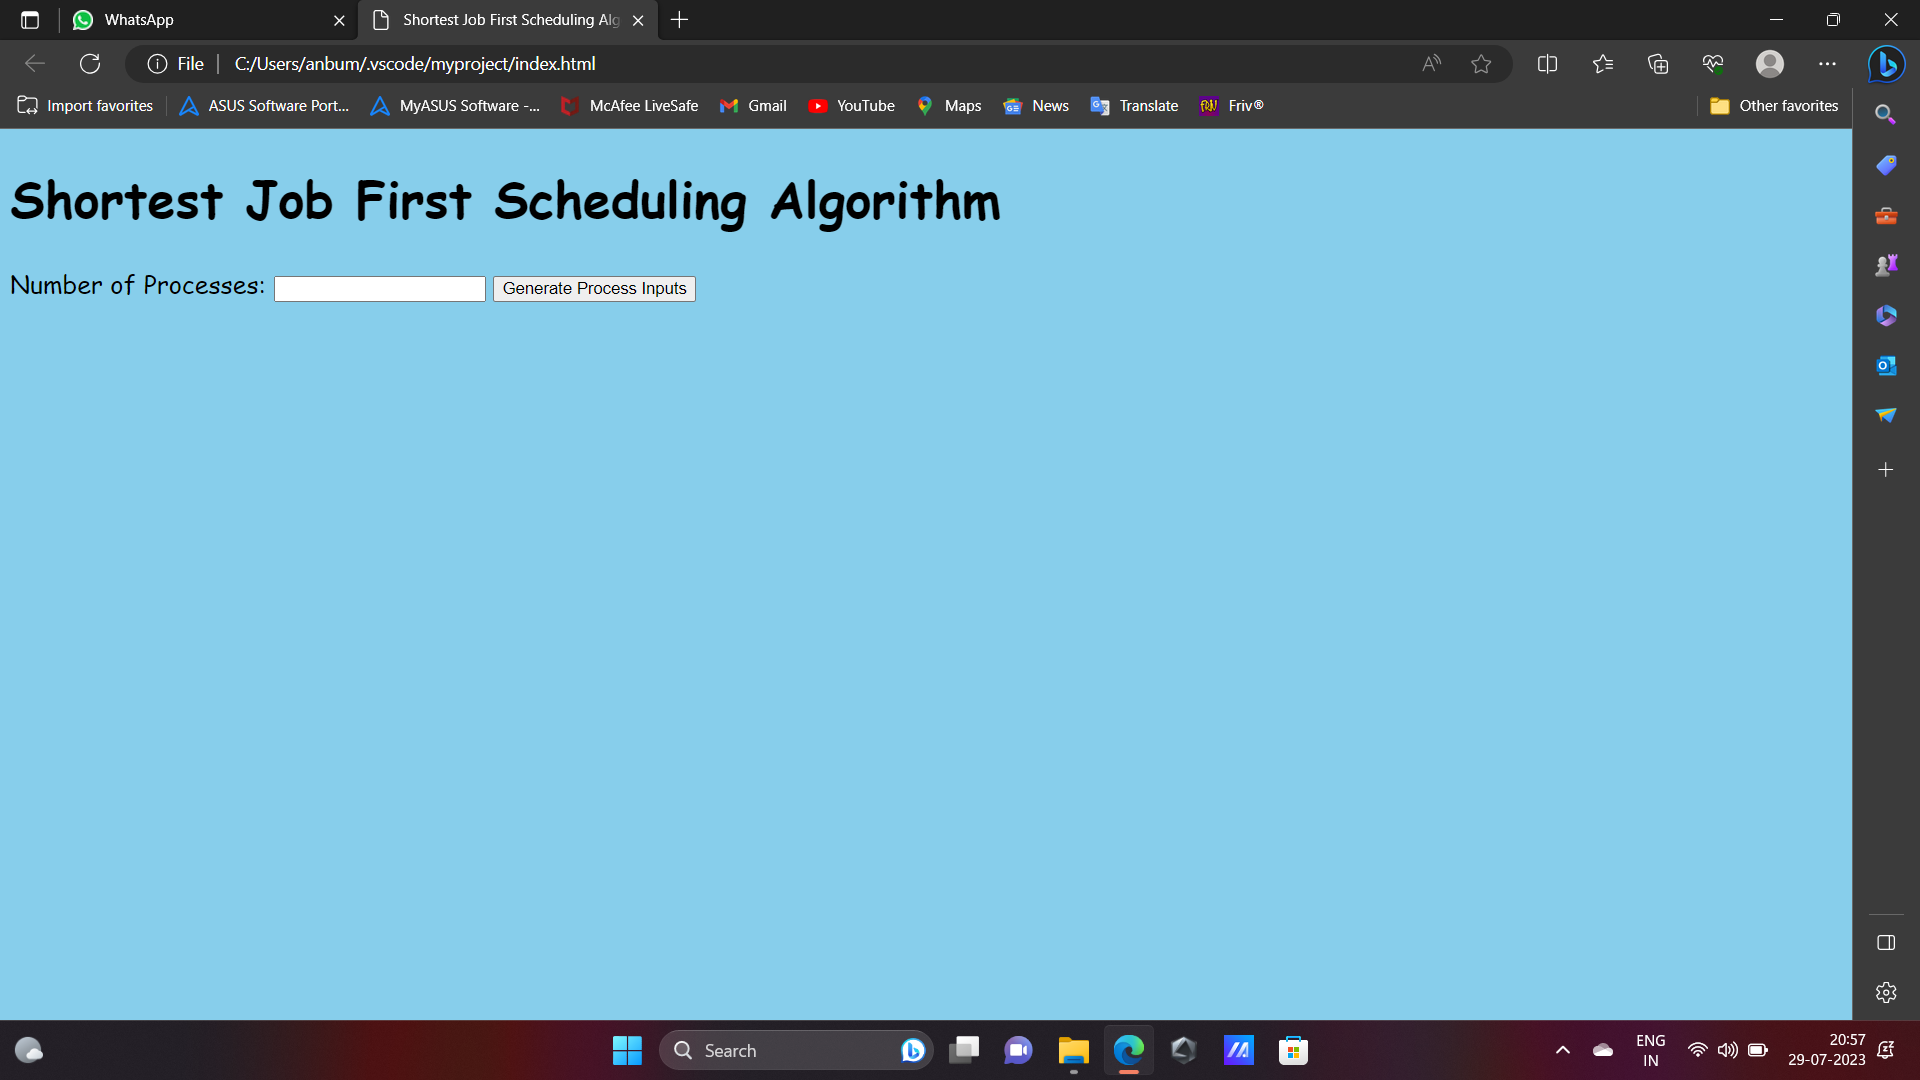 WhatsApp
Shortest Job First Scheduling Alg
File
C:/Users/anbum/.vscode/myproject/index.html
Import favorites
ASUS Software Port...
MyASUS Software -...
McAfee LiveSafe
Gmail
YouTube
Maps
News
Translate
Friv®
Other favorites
Shortest Job First Scheduling Algorithm
Number of Processes:
Generate Process Inputs
Search
ENG
IN
20:57
29-07-2023